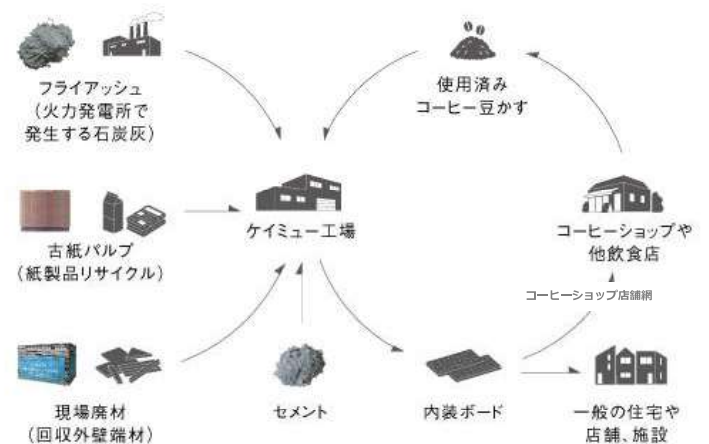 フライアッシュ
(火力発電所で
発生する石炭灰)
使用済み
コーヒー豆かす
古紙パルプ
(紙製品リサイクル)
ケイミュー工場
コーヒーショップや
他飲食店
コーヒーショップ店舗網
現場廃材
(回収外壁端材)
セメント
内装ボード
一般の住宅や
店舗、施設